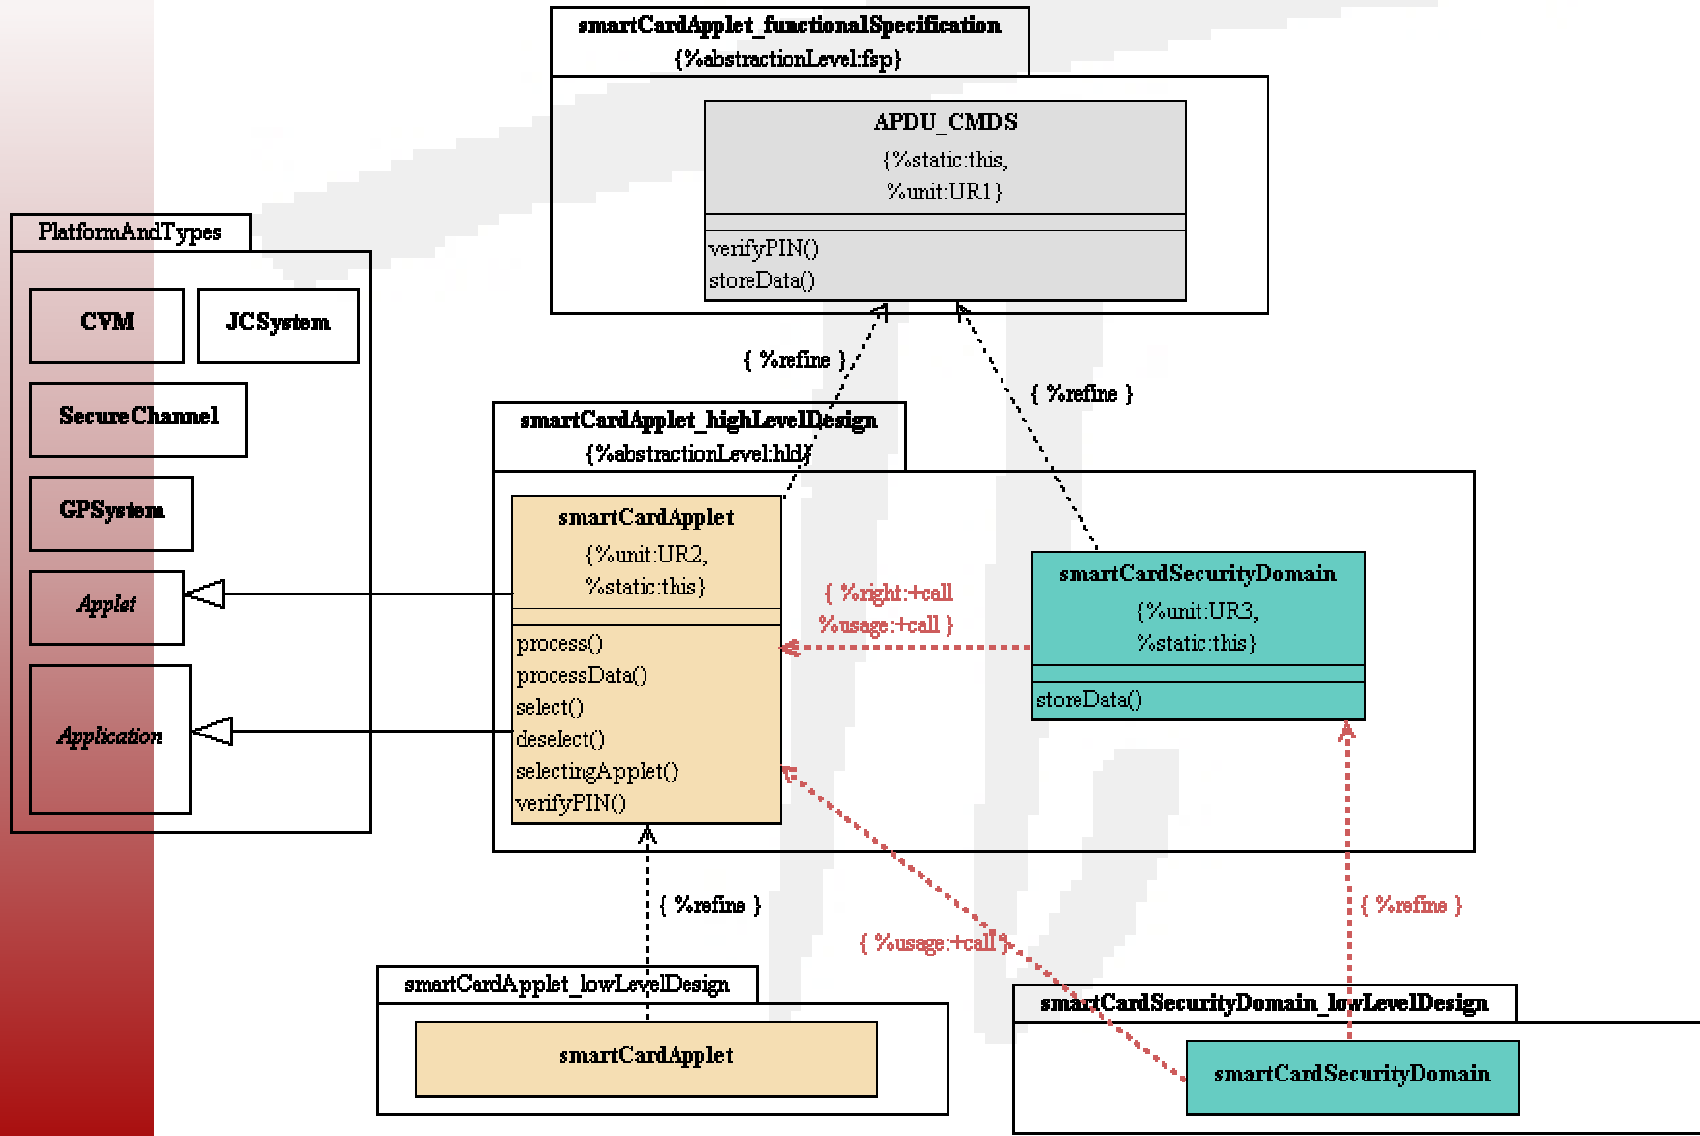 smartCardApplet_functionalSpecification
{%abstractionLevel:fsp}
APDU_CMDS
{%static:this,
%unit:UR1}
verifyPIN()
storeData()
PlatformAndTypes
CVM
JCSystem
SecureChannel
GPSystem
Applet
Application
{ %refine }
{ %refine }
smartCardApplet_highLevelDesign
{%abstractionLevel:hld}
smartCardApplet
{%unit:UR2,
%static:this}
process()
processData()
select()
deselect()
selectingApplet()
verifyPIN()
{ %right:+call
%usage:+call }
smartCardSecurityDomain
{%unit:UR3,
%static:this}
storeData()
{ %refine }
{ %usage:+call }
{ %refine }
smartCardApplet_lowLevelDesign
smartCardApplet
smartCardSecurityDomain_lowLevelDesign
smartCardSecurityDomain